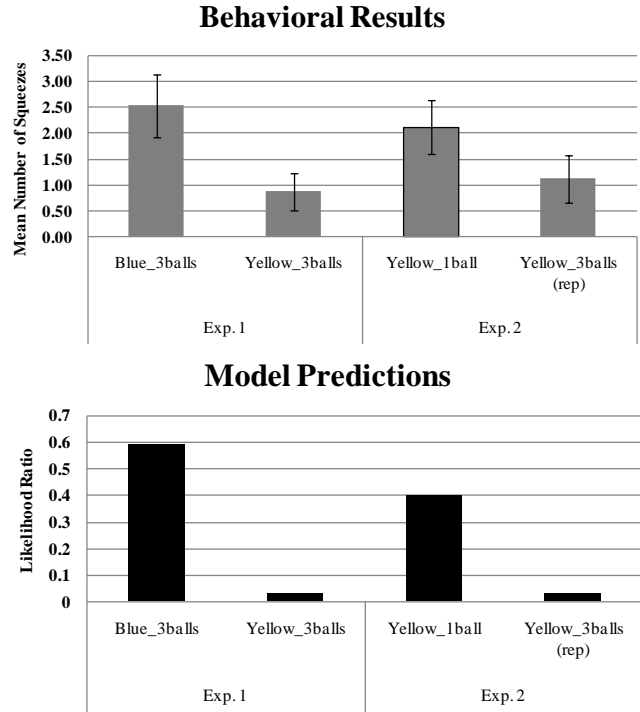 Behavioral Results
Mean Number of Squeezes
3.50
3.00
2.50
2.00
1.50
1.00
0.50
0.00
Blue_3balls Yellow_3balls Yellow_1ball Yellow_3balls
(rep)
Exp. 1 Exp. 2
Model Predictions
Likelihood Ratio
0.7
0.6
0.5
0.4
0.3
0.2
0.1
0
Blue_3balls Yellow_3balls Yellow_1ball Yellow_3balls
(rep)
Exp. 1 Exp. 2